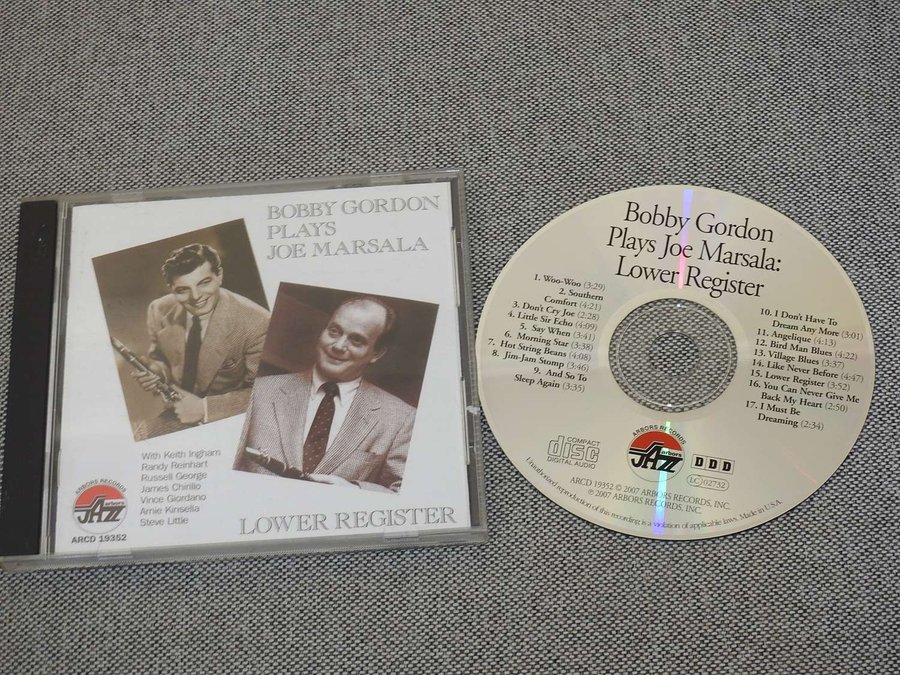 BOBBY GORDON
PLAYS
JOE MARSALA
With Keith Ingham
Randy Reinhart
Russell George
James Chirillo
Vince Giordano
Arnie Kinsella
Steve Little
ARBORS RECORDS
arbors
JAZZ
ARCD 19352
LOWER REGISTER
Bobby Gordon
Plays Joe Marsala:
Lower Register
1. Woo-Woo (3:29)
2. Southern
Comfort (4:21)
3. Don't Cry Joe (2:28)
4. Little Sir Echo (4:09)
5. Say When (3:41)
6. Morning Star (3:38)
7. Hot String Beans (4:08)
8. Jim-Jam Stomp (3:46)
9. And So To
Sleep Again (3:35)
10. I Don't Have To
Dream Any More (3:01)
11. Angelique (4:13)
12. Bird Man Blues (4:22)
13. Village Blues (3:37)
14. Like Never Before (4:47)
15. Lower Register (3:52)
16. You Can Never Give Me
Back My Heart (2:50)
17. I Must Be
Dreaming (2:34)
COMPACT
disc
DIGITAL AUDIO
ARBORS RECORDS
arbors
JAZZ
DDD
LC 02732
ARCD 19352 © 2007 ARBORS RECORDS, INC.
℗ 2007 ARBORS RECORDS, INC.
Unauthorized reproduction of this recording is a violation of applicable laws. Made in U.S.A.